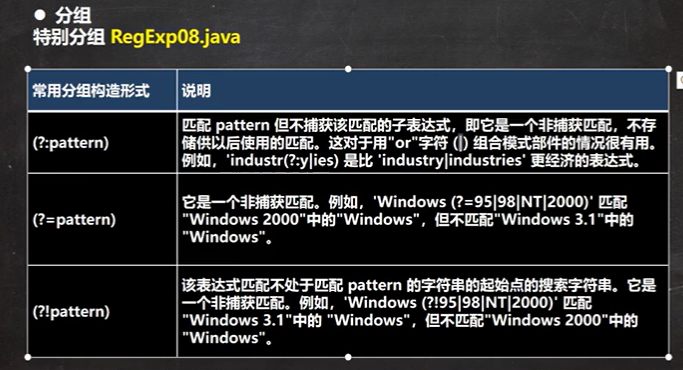 ● 分组
特别分组 RegExp08.java
常用分组构造形式
说明
(?:pattern)
匹配 pattern 但不捕获该匹配的子表达式，即它是一个非捕获匹配，不存
储供以后使用的匹配。这对于用"or"字符 (|) 组合模式部件的情况很有用。
例如，'industr(?:y|ies) 是比 'industry|industries' 更经济的表达式。
(?=pattern)
它是一个非捕获匹配。例如，'Windows (?=95|98|NT|2000)' 匹配
"Windows 2000"中的"Windows"，但不匹配"Windows 3.1"中的
"Windows"。
(?!pattern)
该表达式匹配不处于匹配 pattern 的字符串的起始点的搜索字符串。它是
一个非捕获匹配。例如，'Windows (?!95|98|NT|2000)' 匹配
"Windows 3.1"中的 "Windows"，但不匹配"Windows 2000"中的
"Windows"。